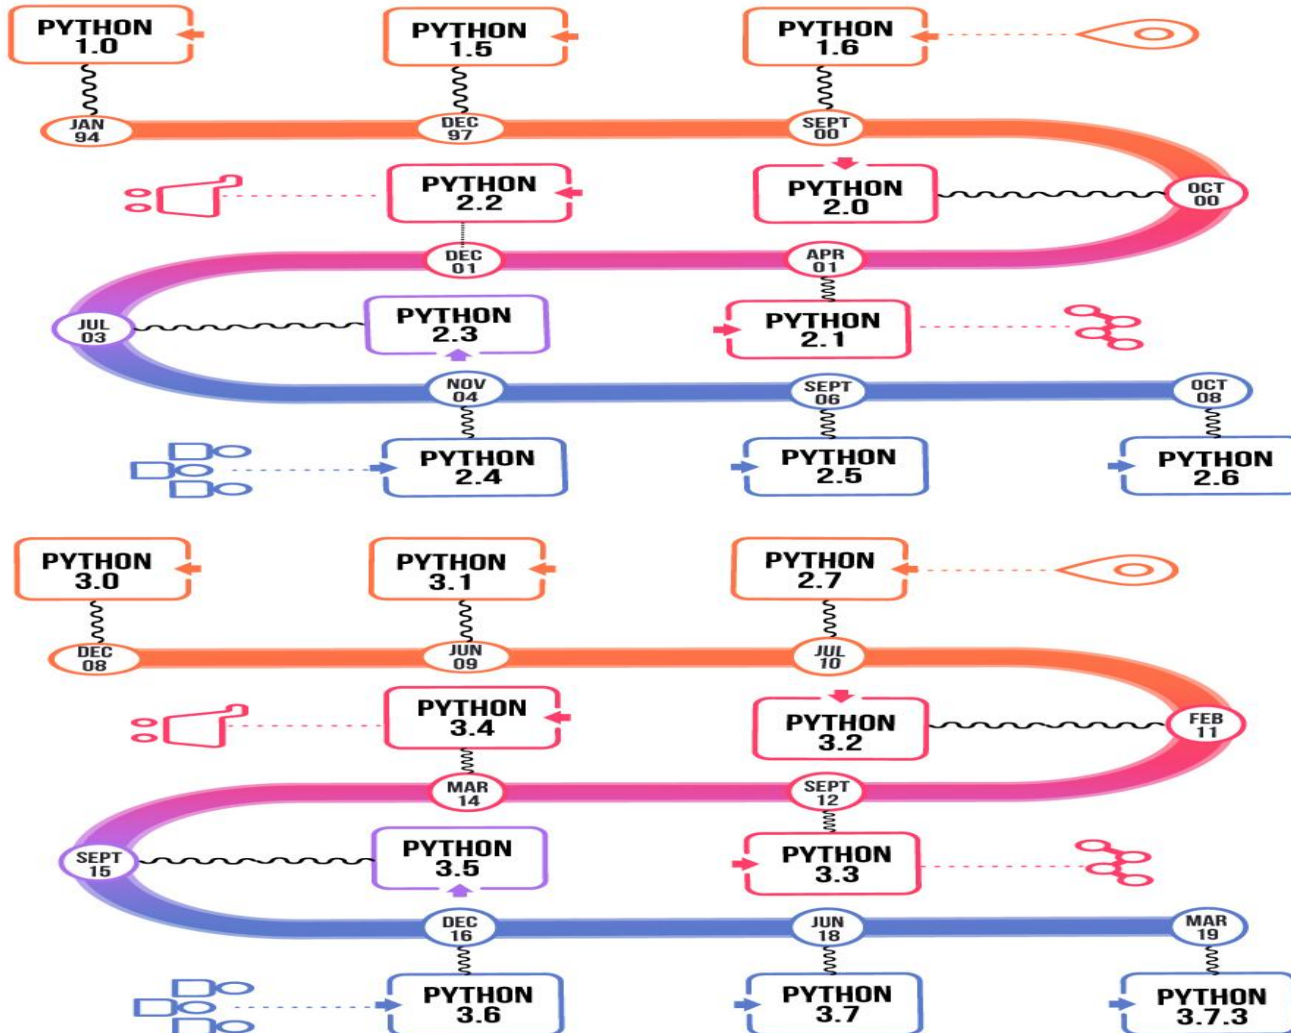 PYTHON
1.0
PYTHON
1.5
PYTHON
1.6
JAN
94
DEC
97
SEPT
00
PYTHON
2.2
PYTHON
2.0
OCT
00
DEC
01
APR
01
JUL
03
PYTHON
2.3
PYTHON
2.1
NOV
04
SEPT
06
OCT
08
PYTHON
2.4
PYTHON
2.5
PYTHON
2.6
PYTHON
3.0
PYTHON
3.1
PYTHON
2.7
DEC
08
JUN
09
JUL
10
PYTHON
3.4
PYTHON
3.2
FEB
11
MAR
14
SEPT
12
SEPT
15
PYTHON
3.5
PYTHON
3.3
DEC
16
JUN
18
MAR
19
PYTHON
3.6
PYTHON
3.7
PYTHON
3.7.3